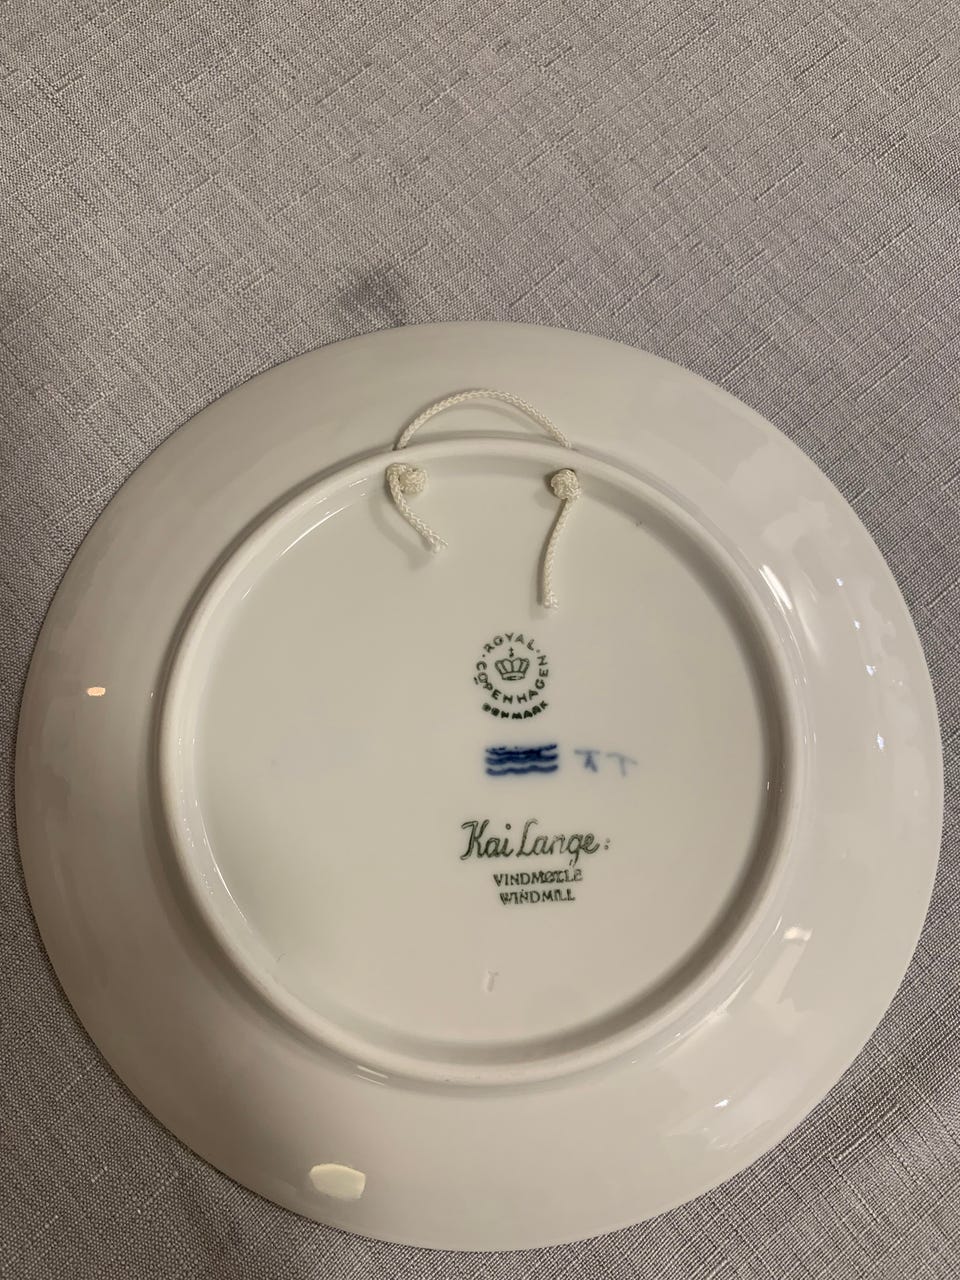 ROYAL
COPENHAGEN
DENMARK
Kai Lange:
VINDMØLLE
WINDMILL